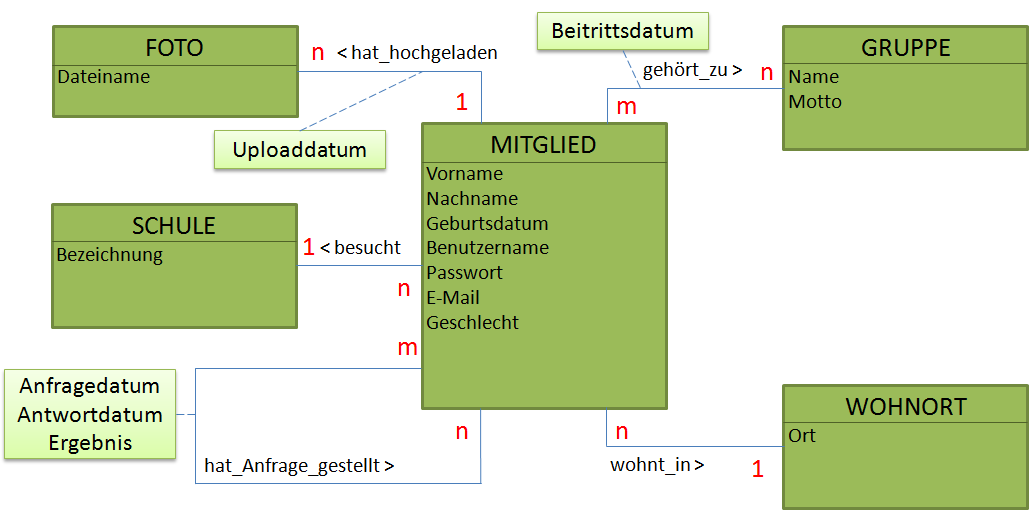 FOTO
Dateiname
n < hat_hochgeladen
1
Uploaddatum
Beitrittsdatum
gehört_zu > n
m
GRUPPE
Name
Motto
MITGLIED
Vorname
Nachname
Geburtsdatum
Benutzername
Passwort
E-Mail
Geschlecht
SCHULE
Bezeichnung
1 < besucht
n
m
Anfragedatum
Antwortdatum
Ergebnis
n
hat_Anfrage_gestellt >
n
wohnt_in > 1
WOHNORT
Ort